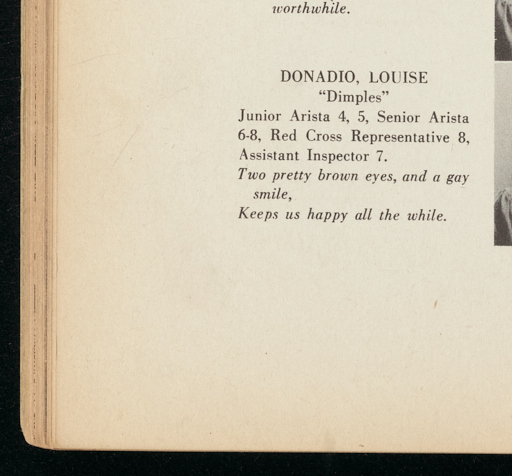 worthwhile.
DONADIO, LOUISE
“Dimples”
Junior Arista 4, 5, Senior Arista
6-8, Red Cross Representative 8,
Assistant Inspector 7.
Two pretty brown eyes, and a gay
smile,
Keeps us happy all the while.